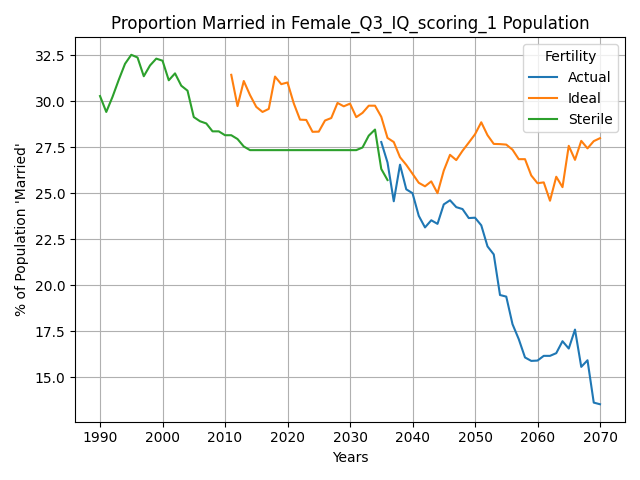 Proportion Married in Female_Q3_IQ_scoring_1 Population
% of Population 'Married'
32.5
30.0
27.5
25.0
22.5
20.0
17.5
15.0
Fertility
Actual
Ideal
Sterile
1990 2000 2010 2020 2030 2040 2050 2060 2070
Years